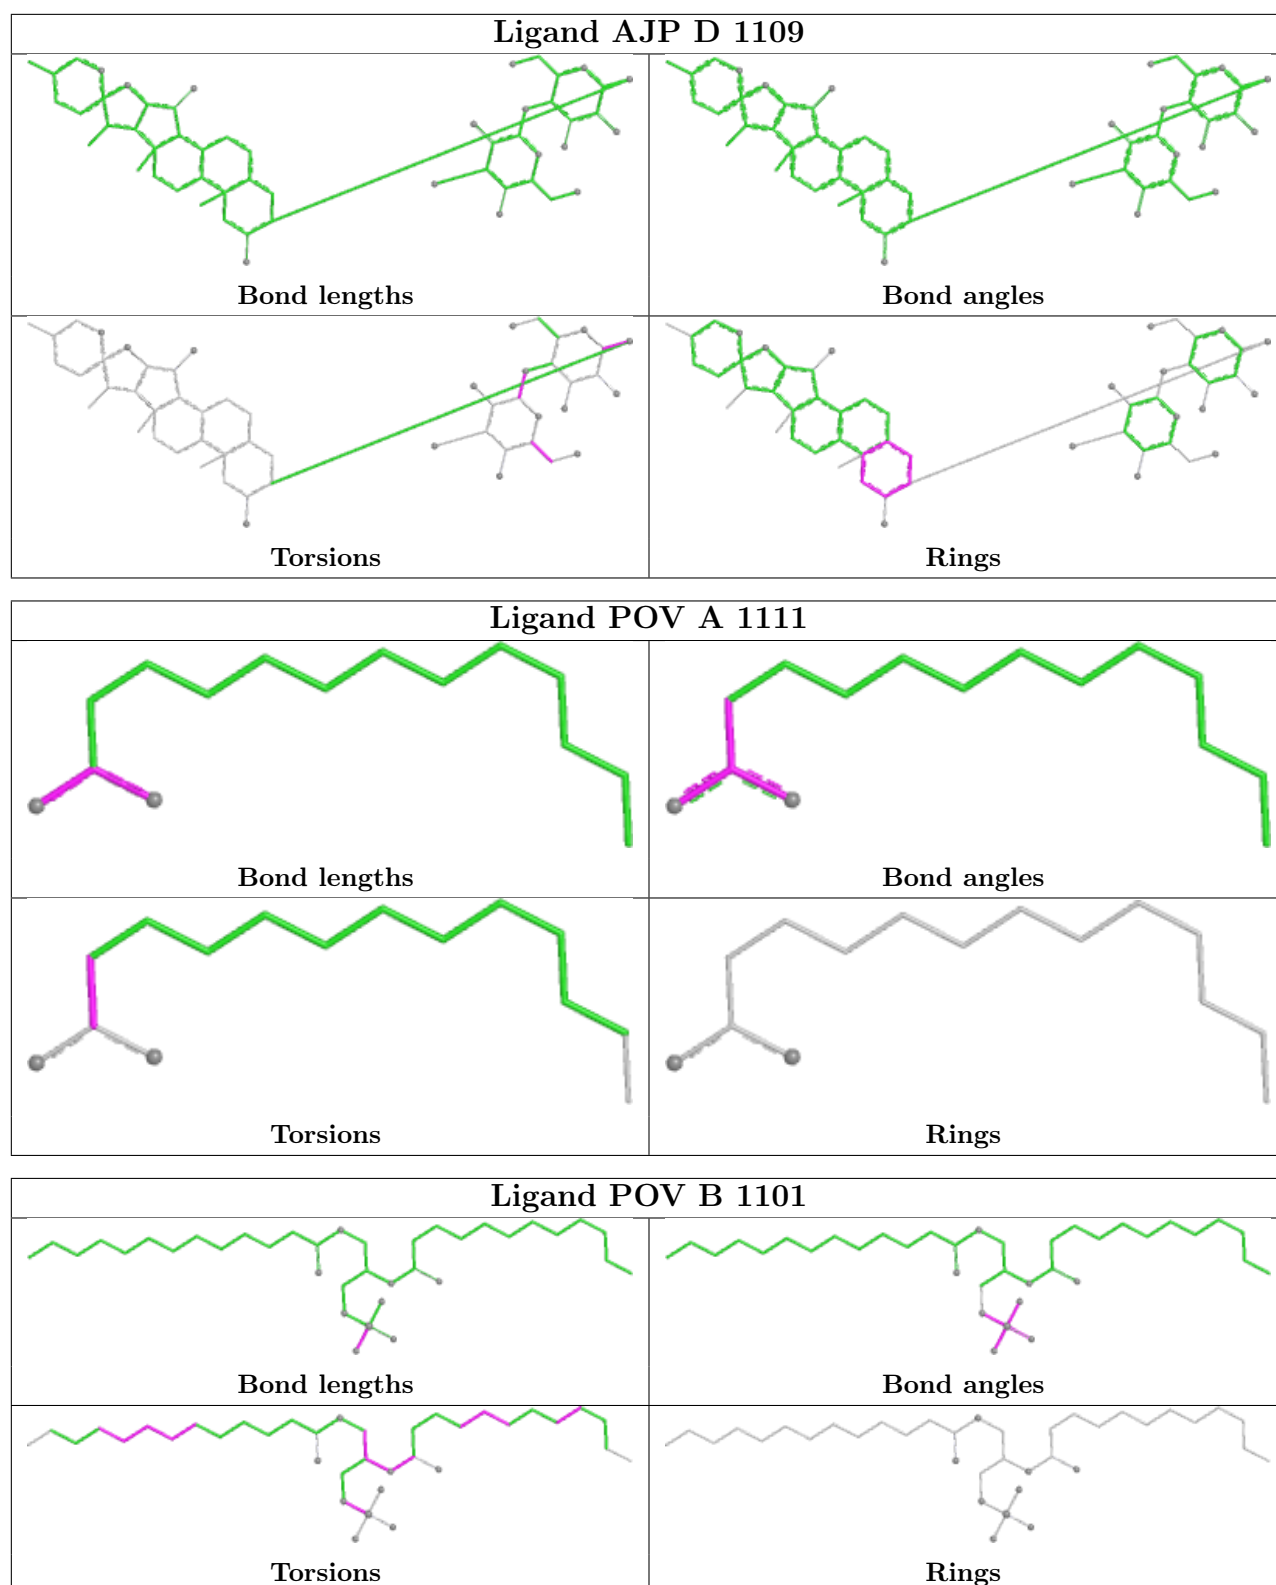 Ligand AJP D 1109
Bond lengths
Bond angles
Torsions
Rings
Ligand POV A 1111
Bond lengths
Bond angles
Torsions
Rings
Ligand POV B 1101
Bond lengths
Bond angles
Torsions
Rings